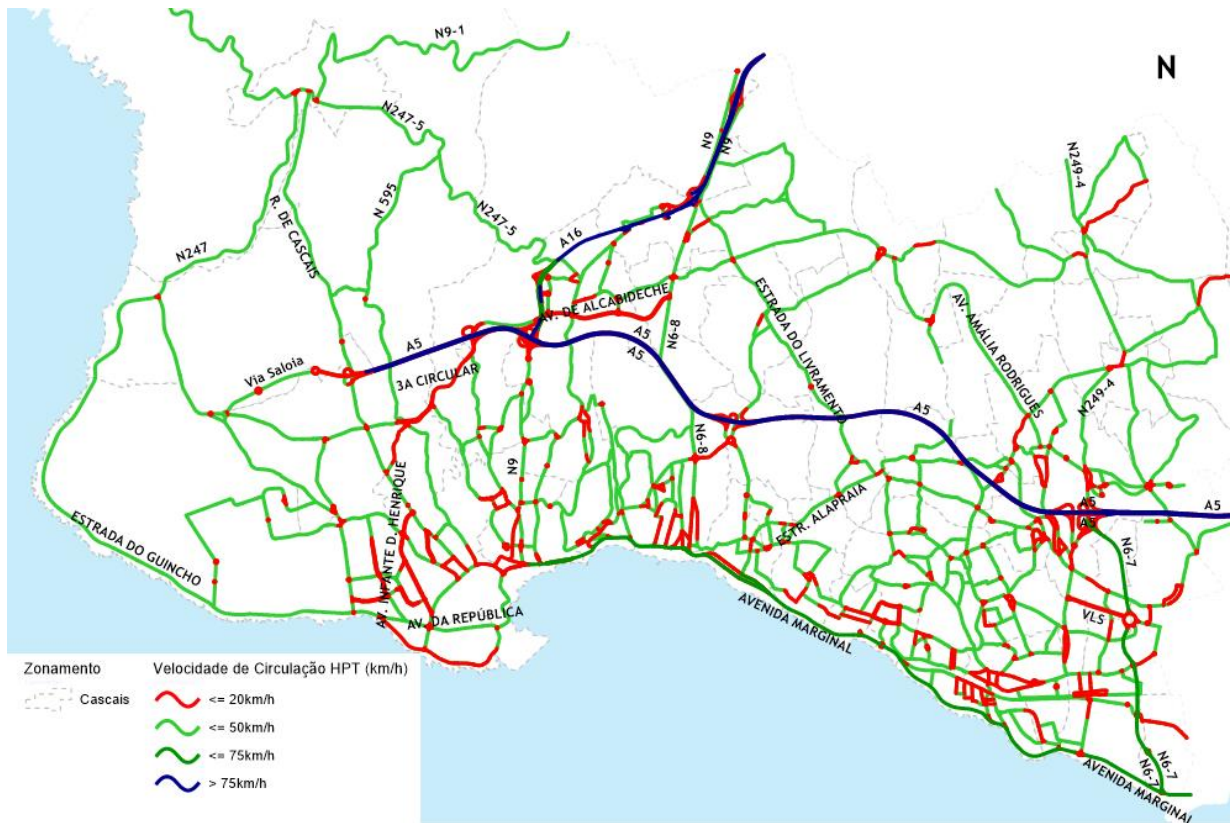 N9-1
N
N247-5
N9
N9
N249-4
N 595
R. DE CASCAIS
N247-5
N247
A16
ESTRADA DO LIVRAMENTO
AV. AMÁLIA RODRIGUES
AV. DE ALCABIDECHE
A5
A5
A5
N6-8
Via Saloia
3A CIRCULAR
N249-4
A5
N6-8
N9
AV. INFANTE D. HENRIQUE
ESTR. ALAPRAIA
A5
A5
A5
ESTRADA DO GUINCHO
N6-7
AV. DA REPÚBLICA
AVENIDA MARGINAL
VLS
Zonamento
Cascais
Velocidade de Circulação HPT (km/h)
<= 20km/h
<= 50km/h
<= 75km/h
> 75km/h
N6-7
N6-7
AVENIDA MARGINAL